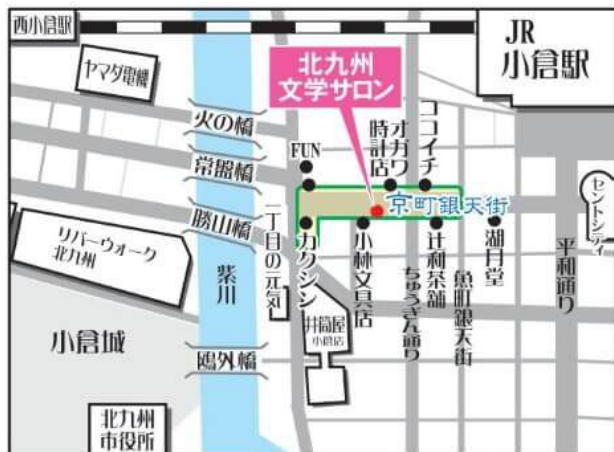 西小倉駅
JR
小倉駅
ヤマダ電機
北九州
文学サロン
火の橋
常盤橋
勝山橋
鴎外橋
FUN
オガワ
時計店
ココイチ
京町銀天街
セントシティ
リバーウォーク
北九州
紫川
一丁目の元気
カクシン
小林文具店
ちゅうぎん通り
辻利茶舗
魚町銀天街
湖月堂
平和通り
井筒屋
小倉店
小倉城
北九州
市役所